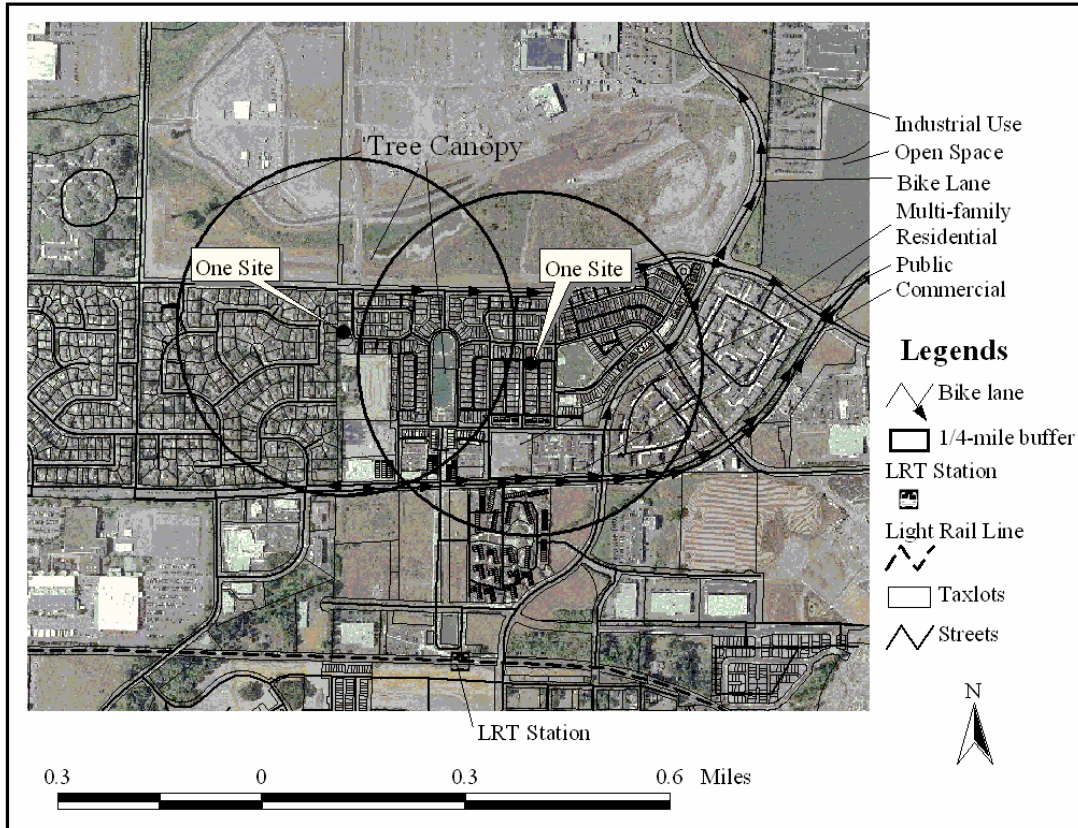 Tree Canopy
One Site
One Site
Industrial Use
Open Space
Bike Lane
Multi-family
Residential
Public
Commercial
Legends
Bike lane
1/4-mile buffer
LRT Station
Light Rail Line
Taxlots
Streets
N
LRT Station
0.3 0 0.3 0.6 Miles